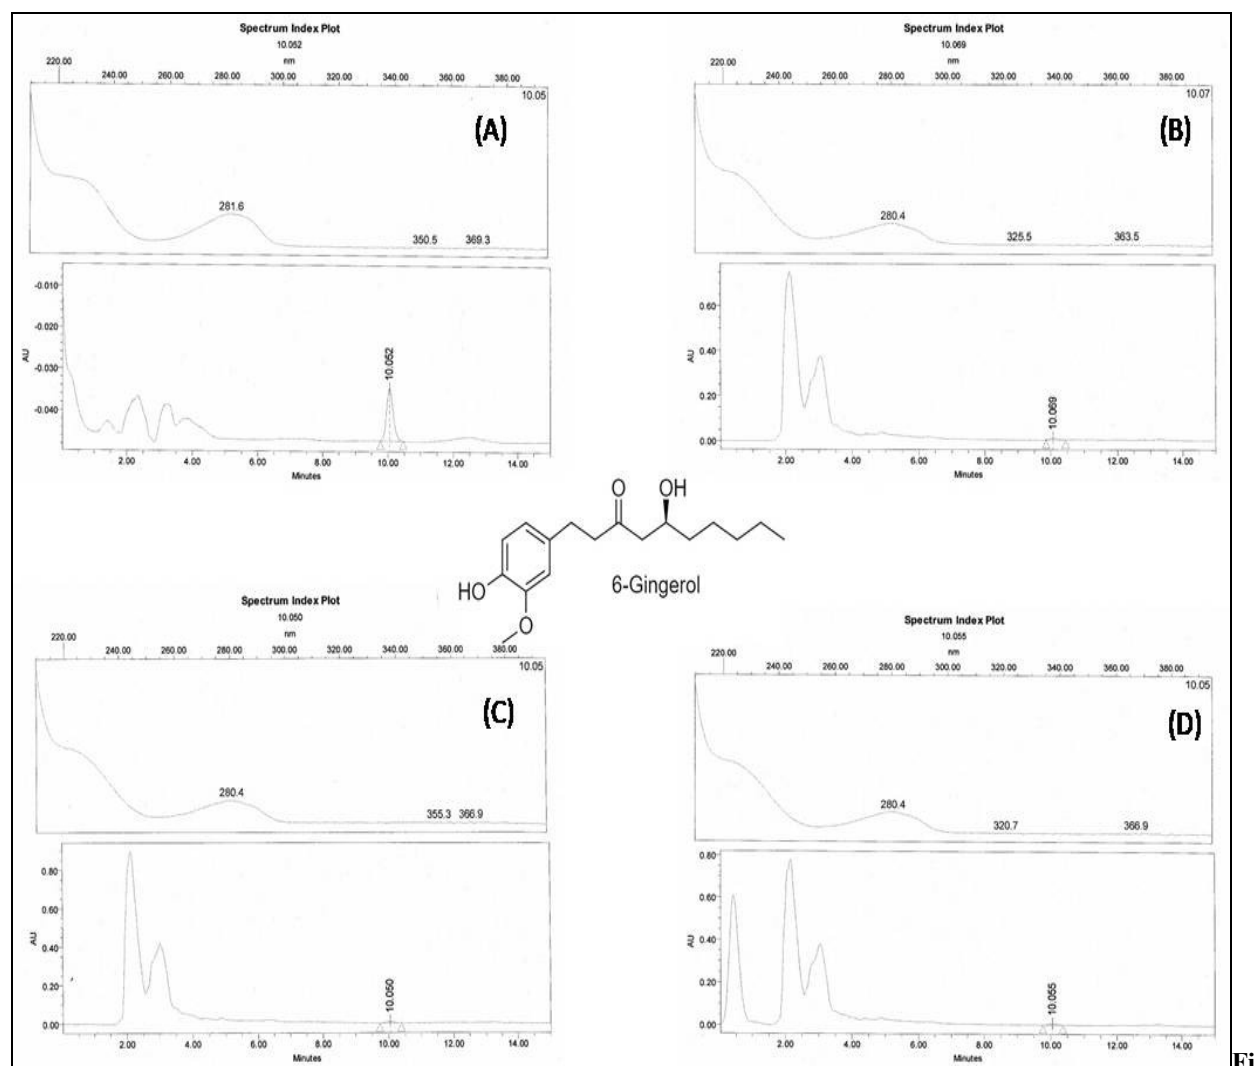 Spectrum Index Plot
10.052
nm
220.00 240.00 260.00 280.00 300.00 320.00 340.00 360.00 380.00
10.05
(A)
281.6
350.5 369.3
-0.010
-0.020
-0.030
-0.040
AU
10.052
2.00 4.00 6.00 8.00 10.00 12.00 14.00
Minutes
Spectrum Index Plot
10.069
nm
220.00 240.00 260.00 280.00 300.00 320.00 340.00 360.00 380.00
10.07
(B)
280.4
325.5 363.5
0.60
0.40
0.20
0.00
AU
10.069
2.00 4.00 6.00 8.00 10.00 12.00 14.00
Minutes
O OH
HO
O
6-Gingerol
Spectrum Index Plot
10.050
nm
220.00 240.00 260.00 280.00 300.00 320.00 340.00 360.00 380.00
10.05
(C)
280.4
355.3 366.9
0.80
0.60
0.40
0.20
0.00
AU
10.050
2.00 4.00 6.00 8.00 10.00 12.00 14.00
Minutes
Spectrum Index Plot
10.055
nm
220.00 240.00 260.00 280.00 300.00 320.00 340.00 360.00 380.00
10.05
(D)
280.4
320.7 366.9
0.80
0.60
0.40
0.20
0.00
AU
10.055
2.00 4.00 6.00 8.00 10.00 12.00 14.00
Minutes
Fi